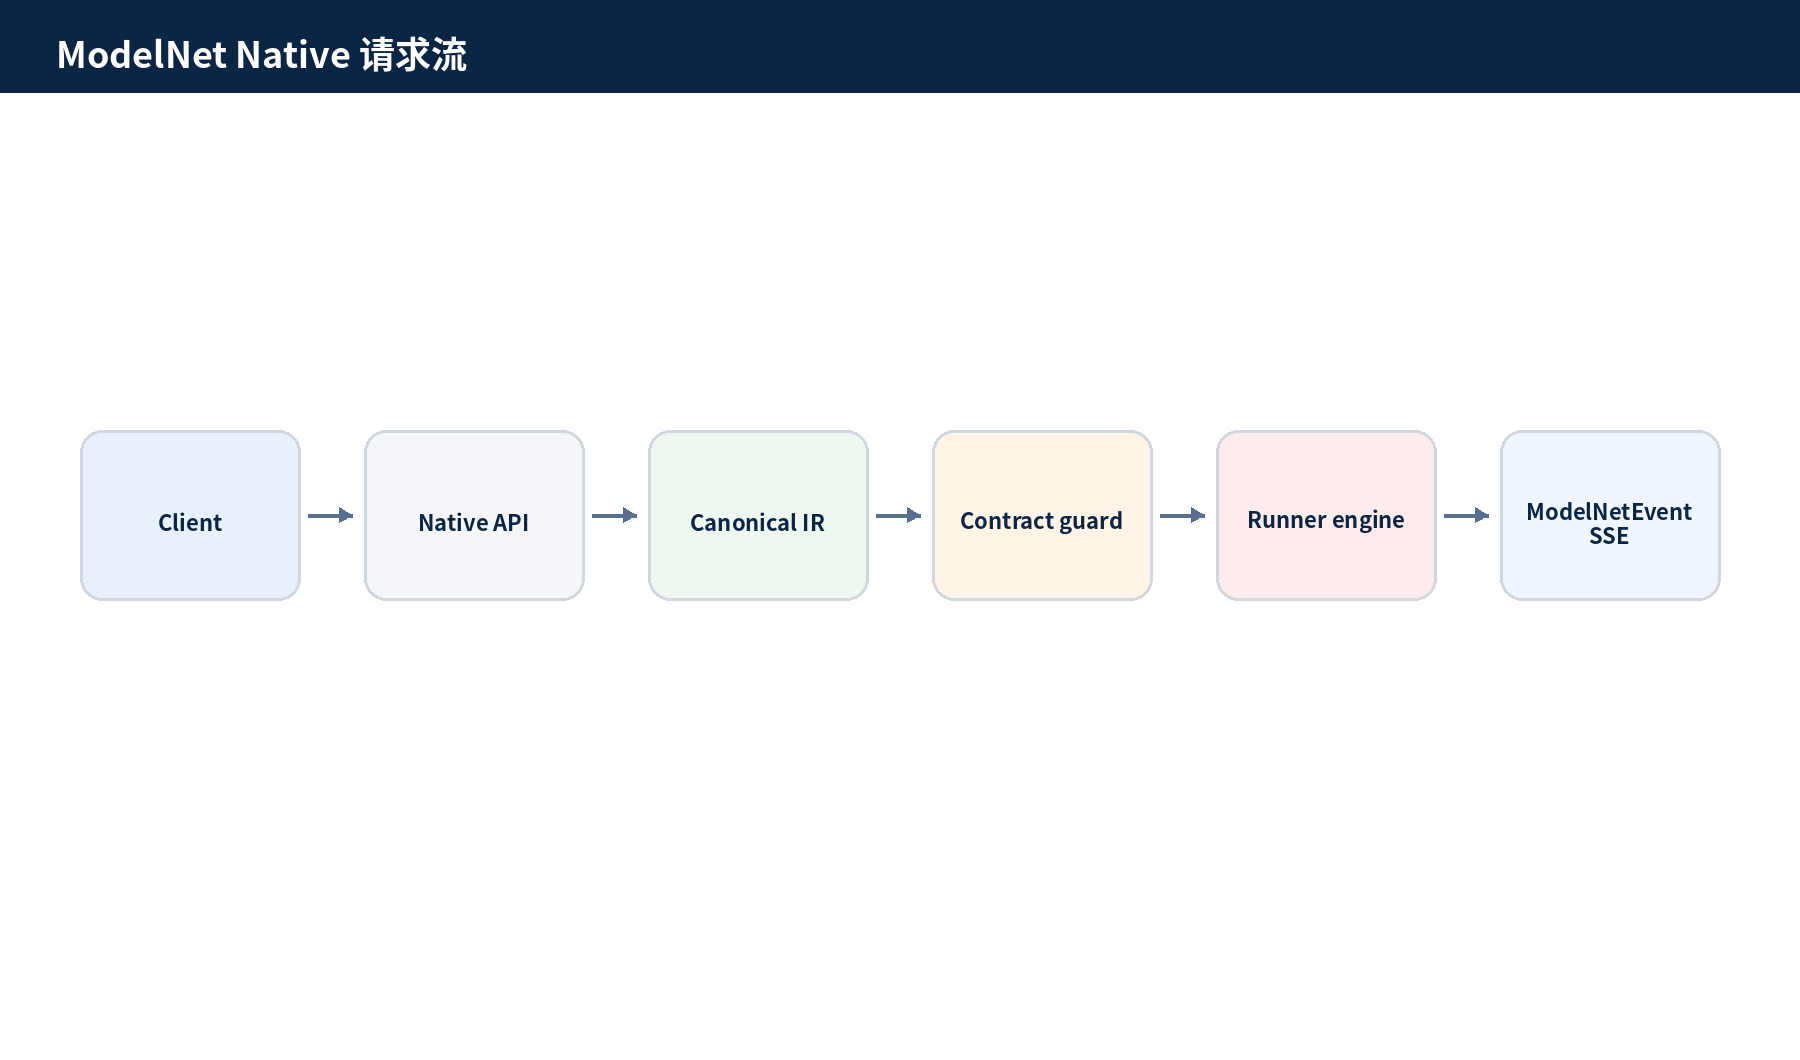 ModelNet Native 请求流
Client
Native API
Canonical IR
Contract guard
Runner engine
ModelNetEvent
SSE